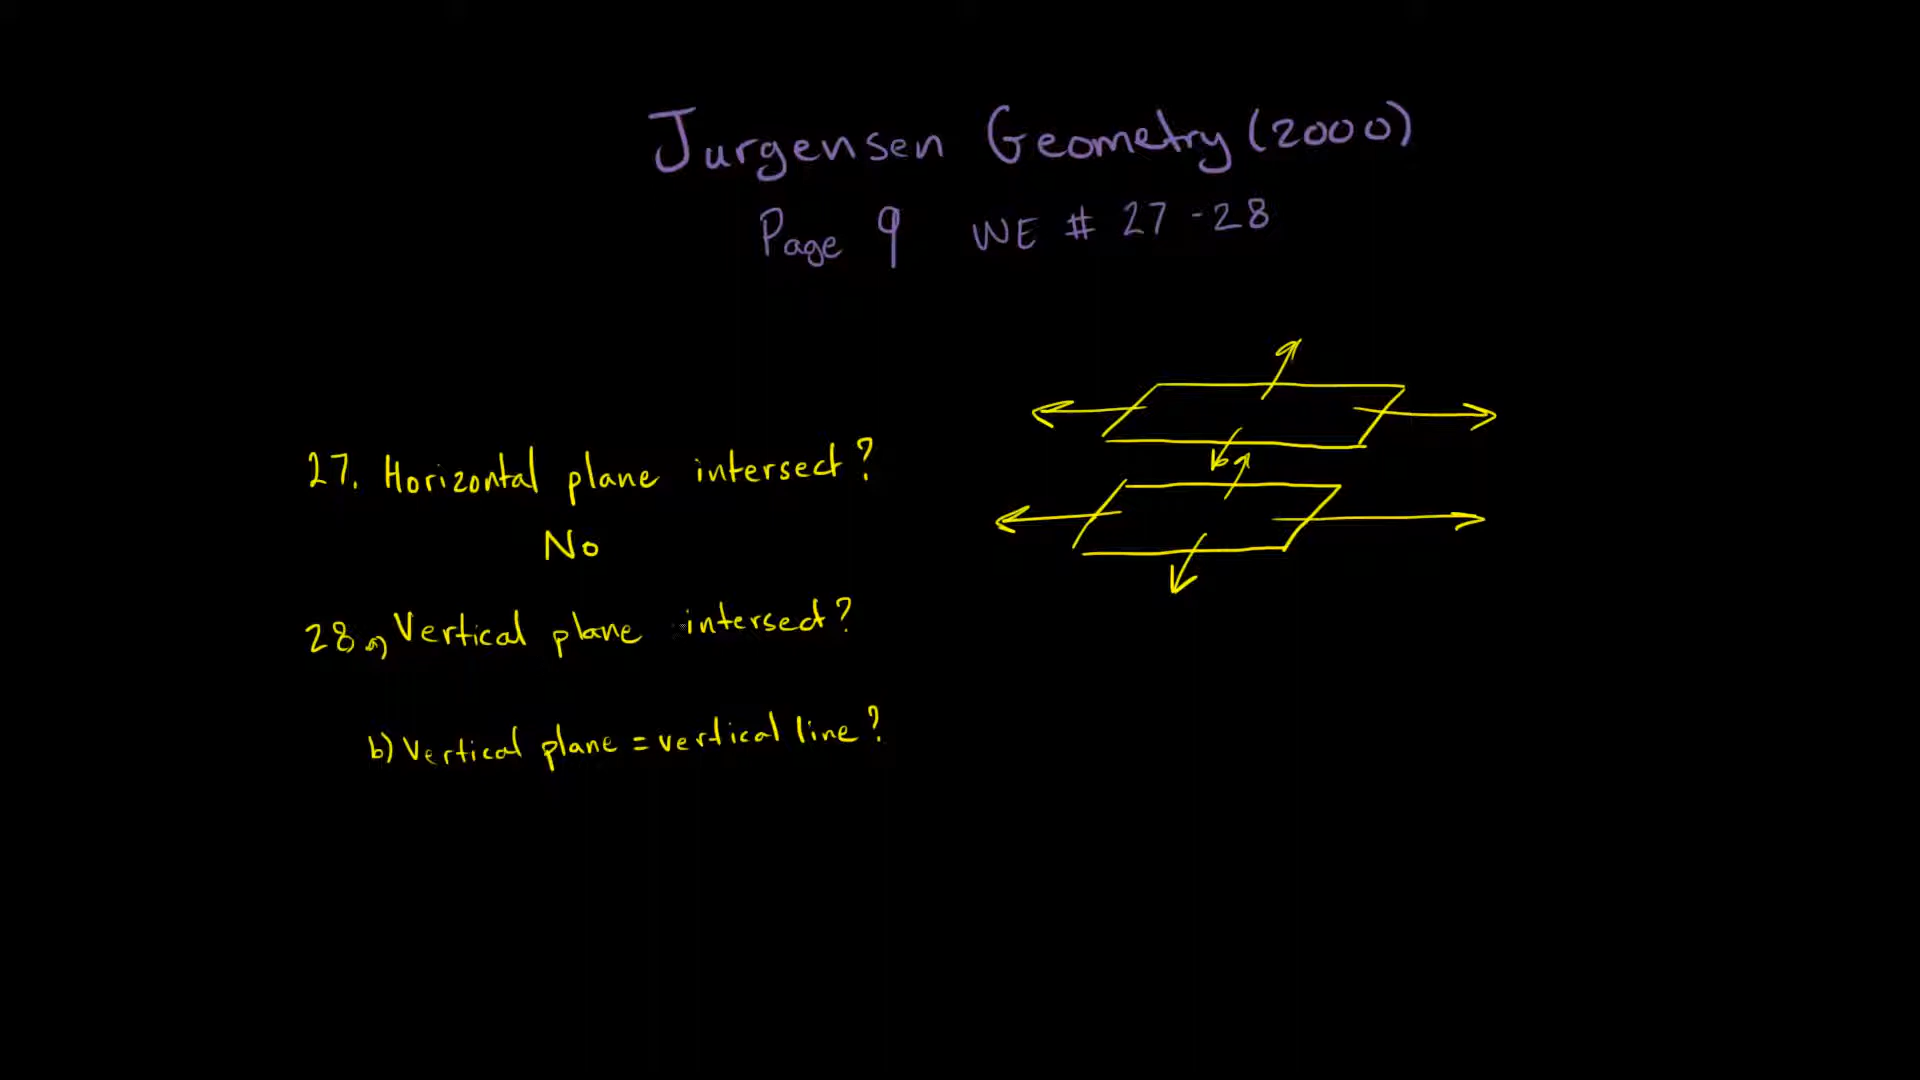 Jurgensen Geometry (2000)
Page 9 WE # 27 - 28
27. Horizontal plane intersect?
No
28. a) Vertical plane intersect?
b) Vertical plane = vertical line?